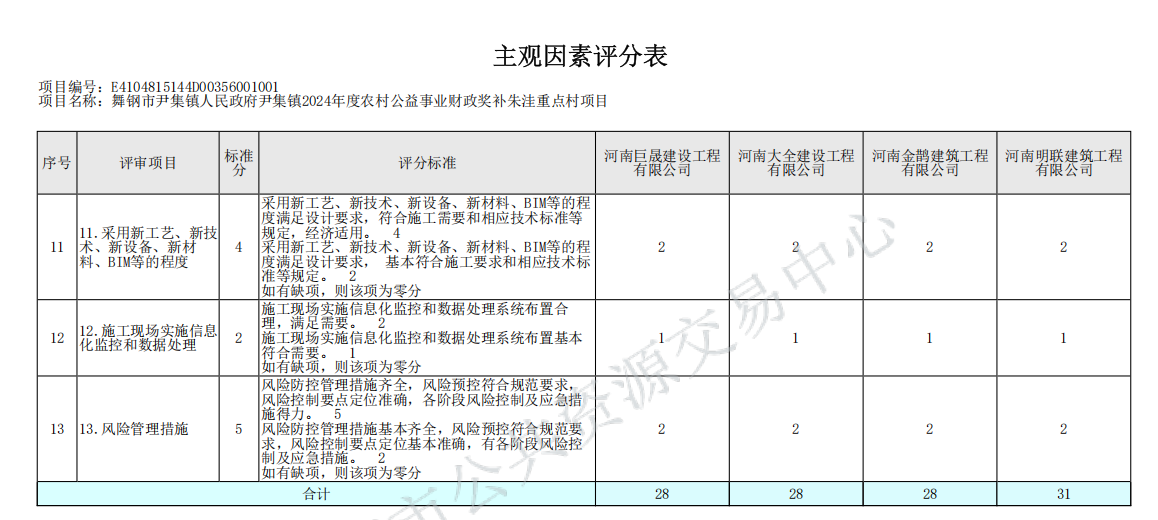 主观因素评分表
项目编号：E4104815144D00356001001
项目名称：舞钢市尹集镇人民政府尹集镇2024年度农村公益事业财政奖补朱洼重点村项目
序号
评审项目
标准
分
评分标准
河南巨晟建设工程
有限公司
河南大全建设工程
有限公司
河南金鹊建筑工程
有限公司
河南明联建筑工程
有限公司
11
11.采用新工艺、新技
术、新设备、新材
料、BIM等的程度
4
采用新工艺、新技术、新设备、新材料、BIM等的程
度满足设计要求，符合施工需要和相应技术标准等
规定，经济适用。 4
采用新工艺、新技术、新设备、新材料、BIM等的程
度满足设计要求， 基本符合施工要求和相应技术标
准等规定。 2
如有缺项，则该项为零分
2
2
2
2
12
12.施工现场实施信息
化监控和数据处理
2
施工现场实施信息化监控和数据处理系统布置合
理，满足需要。 2
施工现场实施信息化监控和数据处理系统布置基本
符合需要。 1
如有缺项，则该项为零分
1
1
1
1
13
13.风险管理措施
5
风险防控管理措施齐全，风险预控符合规范要求，
风险控制要点定位准确，各阶段风险控制及应急措
施得力。 5
风险防控管理措施基本齐全，风险预控符合规范要
求，风险控制要点定位基本准确，有各阶段风险控
制及应急措施。 2
如有缺项，则该项为零分
2
2
2
2
合计
28
28
28
31
市公共资源交易中心